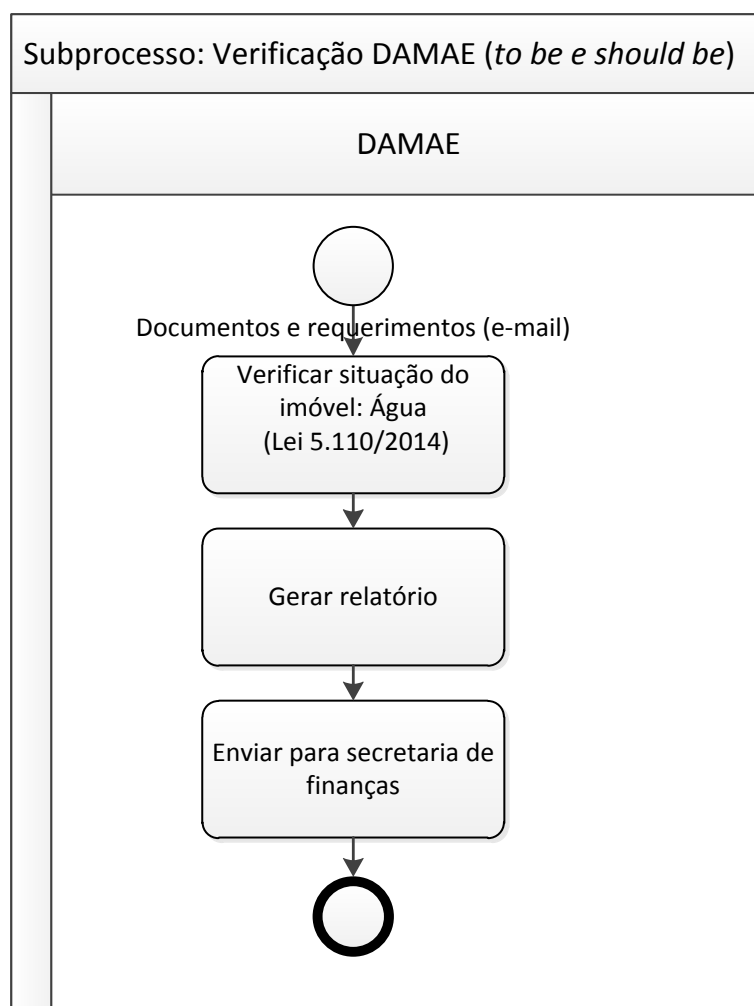 Subprocesso: Verificação DAMAE (to be e should be)
DAMAE
Documentos e requerimentos (e-mail)
Verificar situação do
imóvel: Água
(Lei 5.110/2014)
Gerar relatório
Enviar para secretaria de
finanças